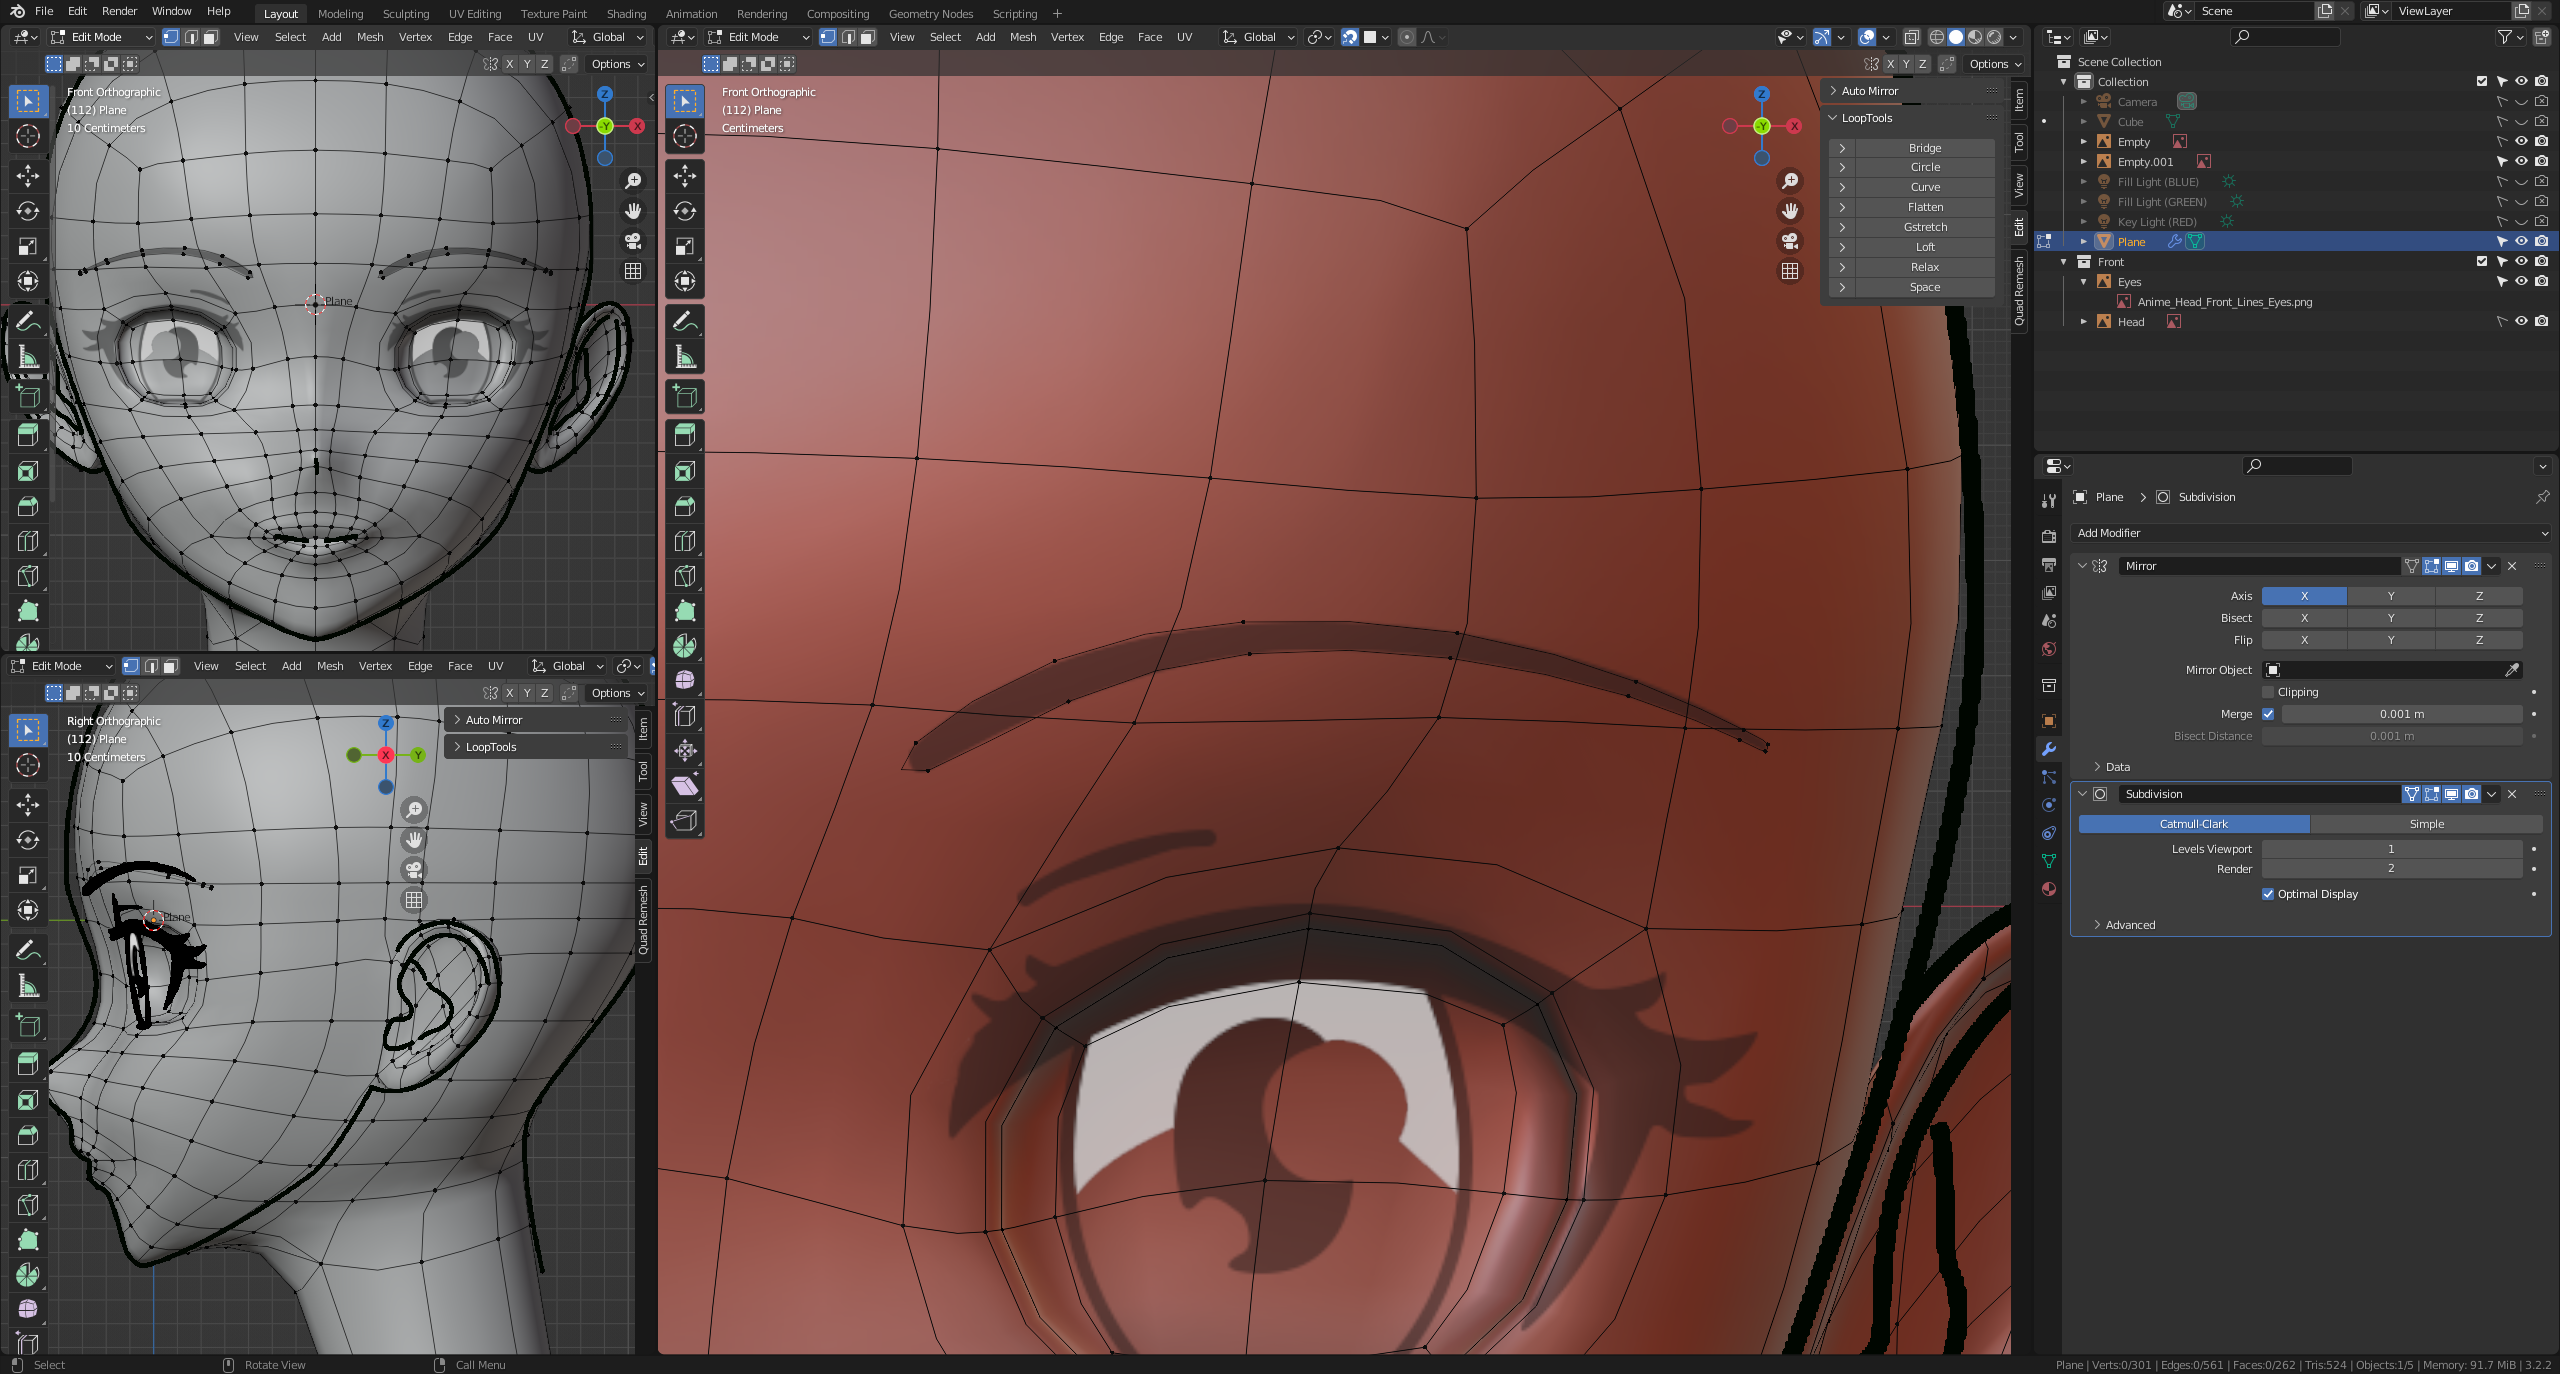 File Edit Render Window Help Layout Modeling Sculpting UV Editing Texture Paint Shading Animation Rendering Compositing Geometry Nodes Scripting + Scene ViewLayer
Edit Mode View Select Add Mesh Vertex Edge Face UV Global
X Y Z Options
Front Orthographic
(112) Plane
10 Centimeters
Z
-Y
X
Plane
Edit Mode View Select Add Mesh Vertex Edge Face UV Global
X Y Z Options
Right Orthographic
(112) Plane
10 Centimeters
Z
X
Y
Auto Mirror
LoopTools
Item
Tool
View
Edit
Quad Remesh
Plane
Edit Mode View Select Add Mesh Vertex Edge Face UV Global
X Y Z Options
Front Orthographic
(112) Plane
Centimeters
Z
-Y
X
Auto Mirror
LoopTools
Bridge
Circle
Curve
Flatten
Gstretch
Loft
Relax
Space
Item
Tool
View
Edit
Quad Remesh
Scene Collection
Collection
Camera
Cube
Empty
Empty.001
Fill Light (BLUE)
Fill Light (GREEN)
Key Light (RED)
Plane
Front
Eyes
Anime_Head_Front_Lines_Eyes.png
Head
Plane > Subdivision
Add Modifier
Mirror
Axis X Y Z
Bisect X Y Z
Flip X Y Z
Mirror Object
Clipping
Merge 0.001 m
Bisect Distance 0.001 m
Data
Subdivision
Catmull-Clark Simple
Levels Viewport 1
Render 2
Optimal Display
Advanced
Select Rotate View Call Menu
Plane | Verts:0/301 | Edges:0/561 | Faces:0/262 | Tris:524 | Objects:1/5 | Memory: 91.7 MiB | 3.2.2